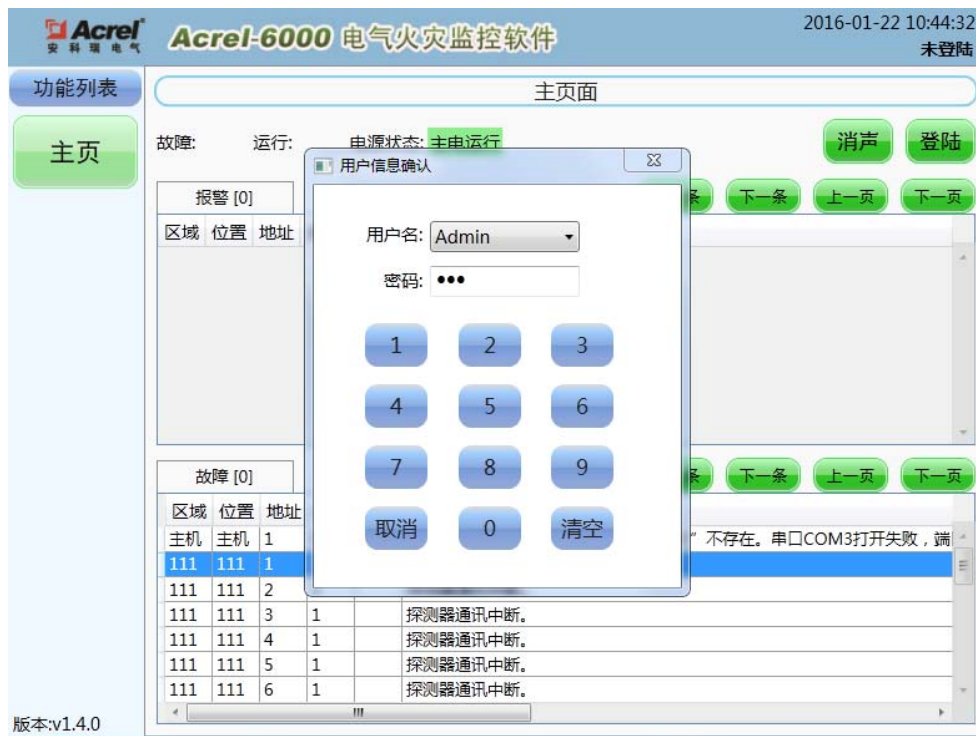 Acrel
安科瑞电气
Acrel-6000 电气火灾监控软件
2016-01-22 10:44:32
未登陆
功能列表
主页面
主页
故障: 运行: 电源状态: 主电运行
消声 登陆
用户信息确认
报警 [0]
条 下一条 上一页 下一页
区域 位置 地址
用户名: Admin
密码: •••
1 2 3
4 5 6
7 8 9
取消 0 清空
故障 [0]
条 下一条 上一页 下一页
区域 位置 地址
主机 主机 1 ” 不存在。串口COM3打开失败，端
111 111 1
111 111 2
111 111 3 1 探测器通讯中断。
111 111 4 1 探测器通讯中断。
111 111 5 1 探测器通讯中断。
111 111 6 1 探测器通讯中断。
版本:v1.4.0